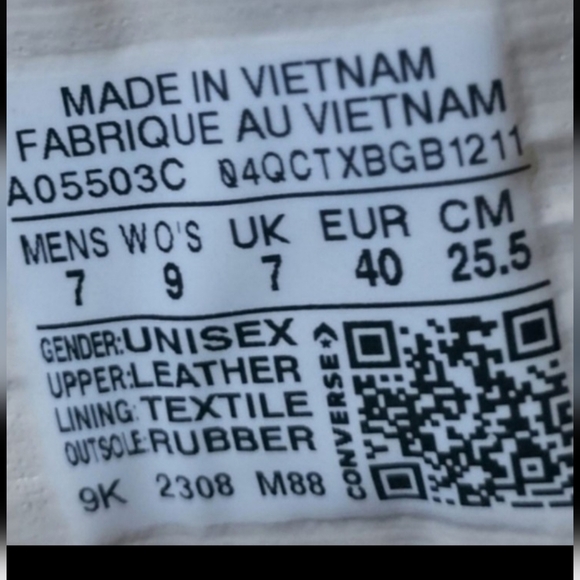 MADE IN VIETNAM
FABRIQUE AU VIETNAM
A05503C 04QCTXBGB1211
MENS WO'S UK EUR CM
7 9 7 40 25.5
GENDER:UNISEX
UPPER:LEATHER
LINING:TEXTILE
OUTSOLE:RUBBER
CONVERSE
9K 2308 M88